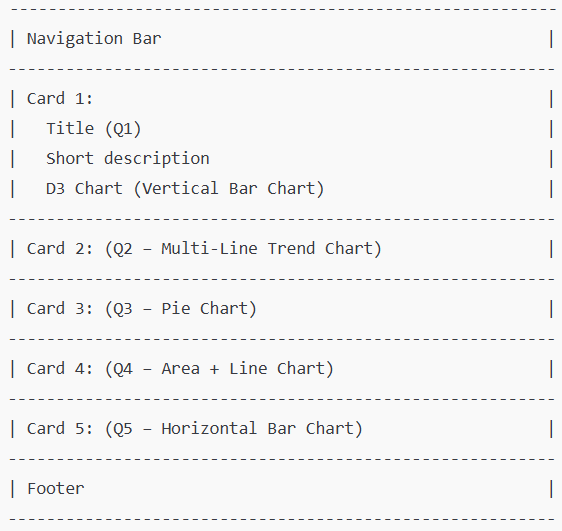 ---------------------------------------------------------
| Navigation Bar                                        |
---------------------------------------------------------
| Card 1:                                               |
|   Title (Q1)                                          |
|   Short description                                   |
|   D3 Chart (Vertical Bar Chart)                       |
---------------------------------------------------------
| Card 2: (Q2 – Multi-Line Trend Chart)                 |
---------------------------------------------------------
| Card 3: (Q3 – Pie Chart)                              |
---------------------------------------------------------
| Card 4: (Q4 – Area + Line Chart)                      |
---------------------------------------------------------
| Card 5: (Q5 – Horizontal Bar Chart)                   |
---------------------------------------------------------
| Footer                                                |
---------------------------------------------------------